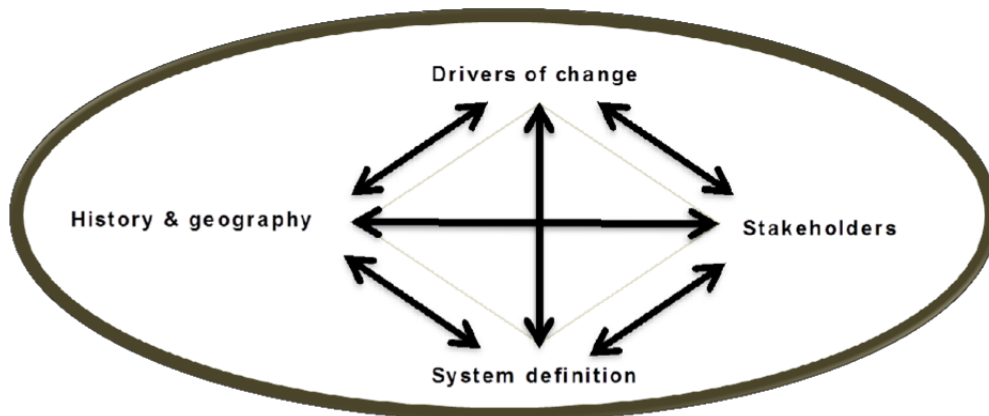 Drivers of change
History & geography
Stakeholders
System definition